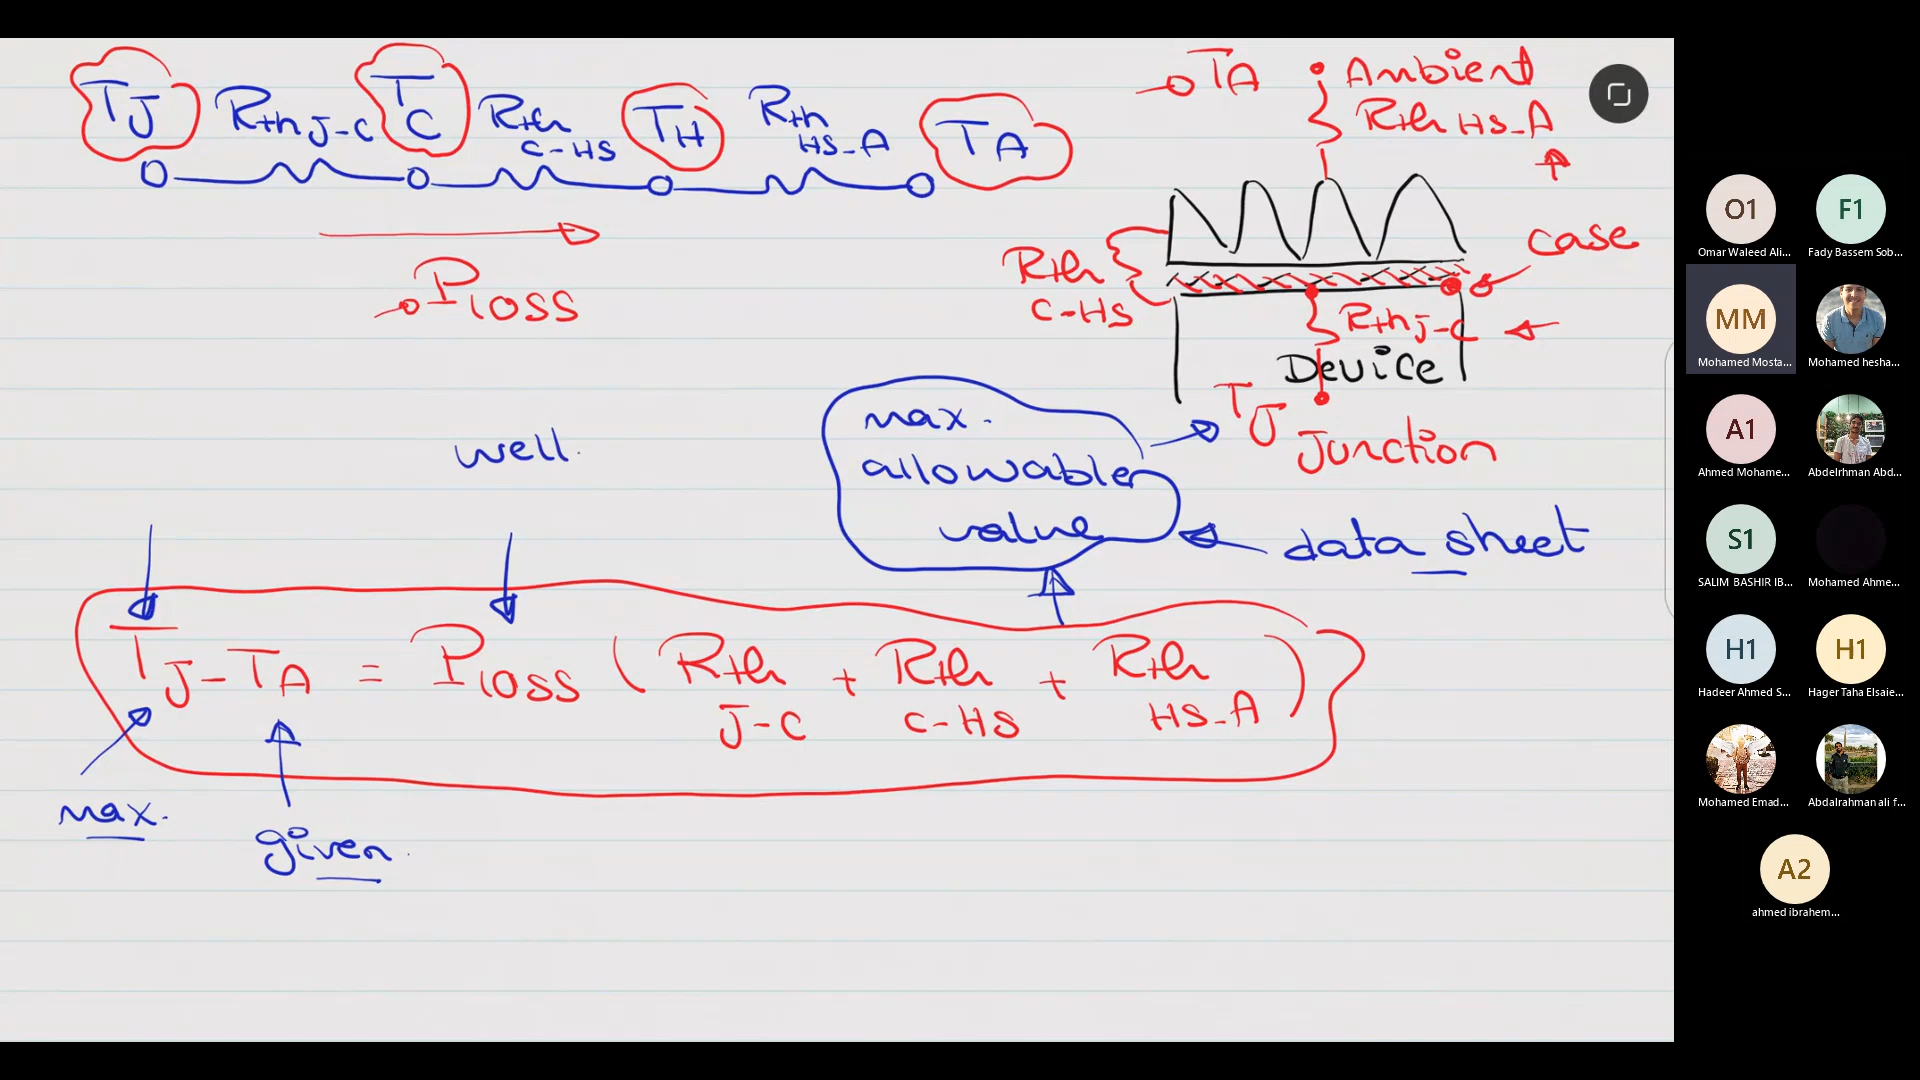 TJ RthJ-C TC Rth C-HS TH Rth HS-A TA
Ploss
TA Ambient
Rth HS-A
case
Rth C-HS
RthJ-C
Device
TJ Junction
well.
max.
allowable
value
data sheet
TJ-TA = Ploss ( Rth J-C + Rth C-HS + Rth HS-A )
max.
given
O1
Omar Waleed Ali...
F1
Fady Bassem Sob...
MM
Mohamed Mosta...
Mohamed hesha...
A1
Ahmed Mohame...
Abdelrhman Abd...
S1
SALIM BASHIR IB...
Mohamed Ahme...
H1
Hadeer Ahmed S...
H1
Hager Taha Elsaie...
Mohamed Emad...
Abdalrahman ali f...
A2
ahmed ibrahem...